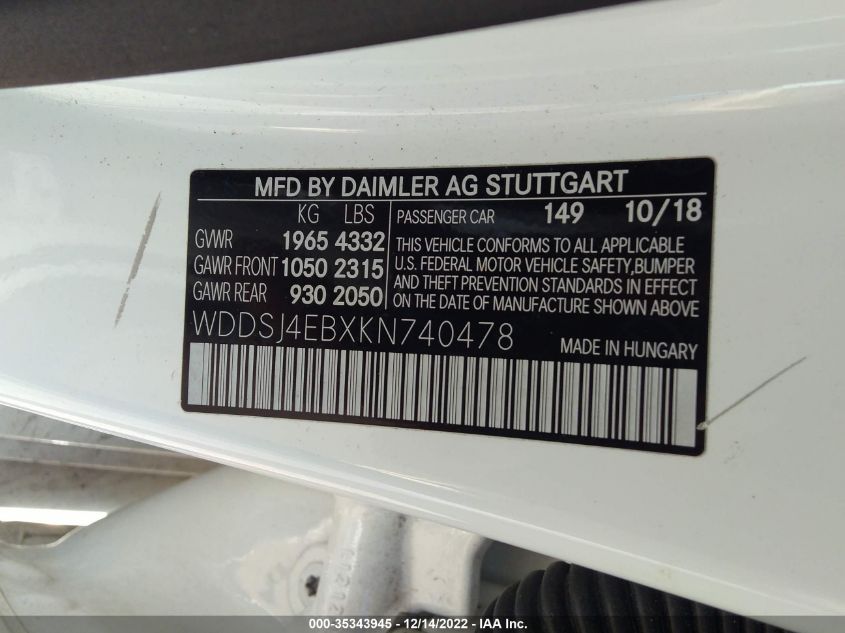 MFD BY DAIMLER AG STUTTGART
KG LBS
GVWR 1965 4332
GAWR FRONT 1050 2315
GAWR REAR 930 2050
PASSENGER CAR 149 10/18
THIS VEHICLE CONFORMS TO ALL APPLICABLE
U.S. FEDERAL MOTOR VEHICLE SAFETY,BUMPER
AND THEFT PREVENTION STANDARDS IN EFFECT
ON THE DATE OF MANUFACTURE SHOWN ABOVE.
WDDSJ4EBXKN740478
MADE IN HUNGARY
000-35343945 - 12/14/2022 - IAA Inc.